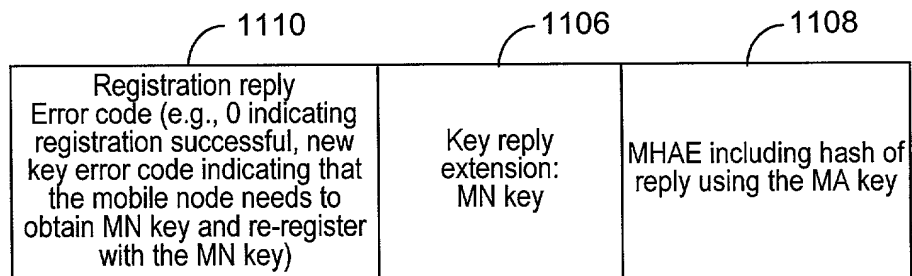 1110
1106
1108
Registration reply
Error code (e.g., 0 indicating
registration successful, new
key error code indicating that
the mobile node needs to
obtain MN key and re-register
with the MN key)
Key reply
extension:
MN key
MHAE including hash of
reply using the MA key